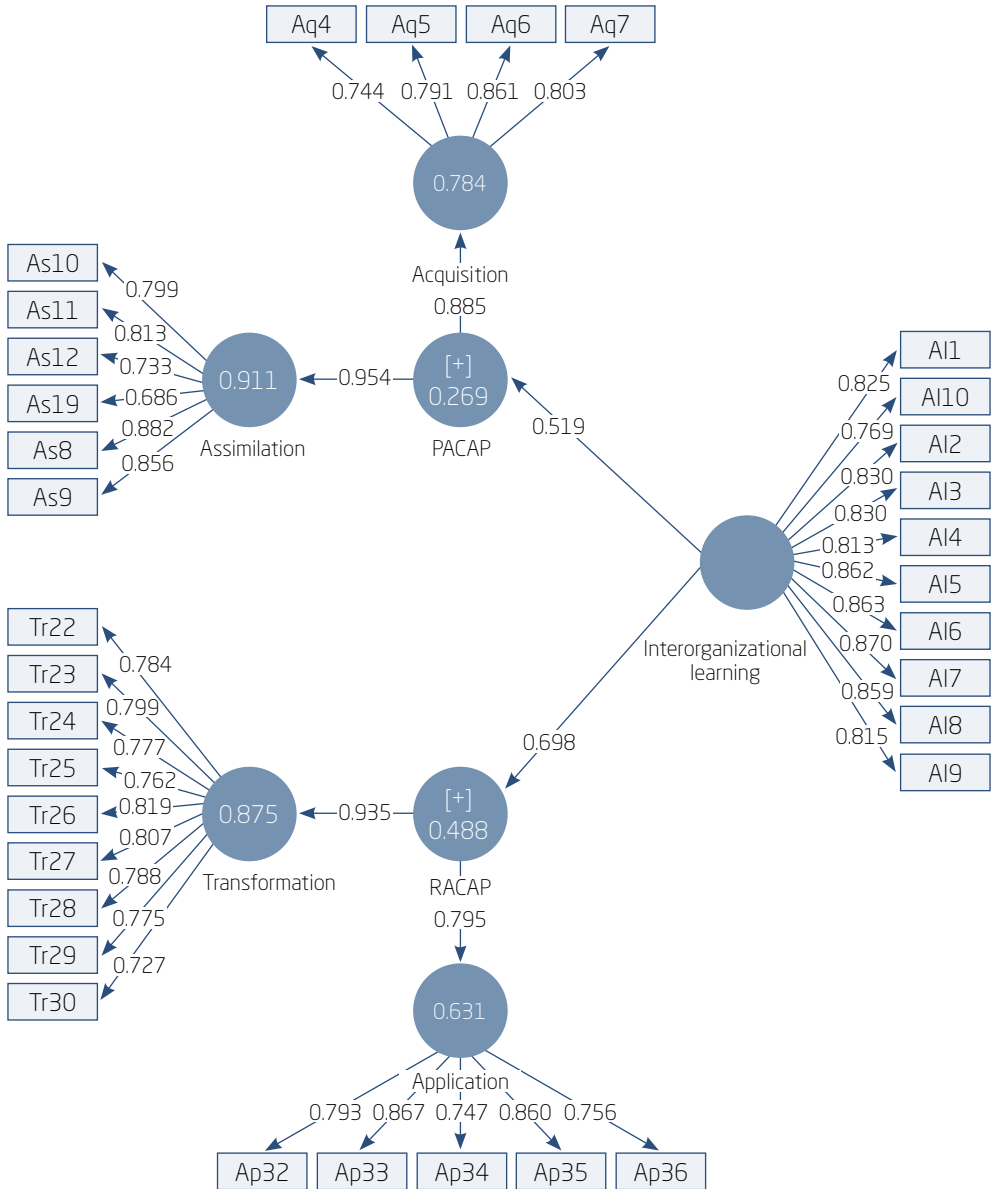 Aq4 Aq5 Aq6 Aq7
0.744 0.791 0.861 0.803
0.784
Acquisition
0.885
As10
As11
As12
As19
As8
As9
0.799
0.813
0.733
0.686
0.882
0.856
0.911
Assimilation
0.954
[+]
0.269
PACAP
0.519
AI1
AI10
AI2
AI3
AI4
AI5
AI6
AI7
AI8
AI9
0.825
0.769
0.830
0.830
0.813
0.862
0.863
0.870
0.859
0.815
Interorganizational
learning
0.698
Tr22
Tr23
Tr24
Tr25
Tr26
Tr27
Tr28
Tr29
Tr30
0.784
0.799
0.777
0.762
0.819
0.807
0.788
0.775
0.727
0.875
Transformation
0.935
[+]
0.488
RACAP
0.795
0.631
Application
0.793 0.867 0.747 0.860 0.756
Ap32 Ap33 Ap34 Ap35 Ap36